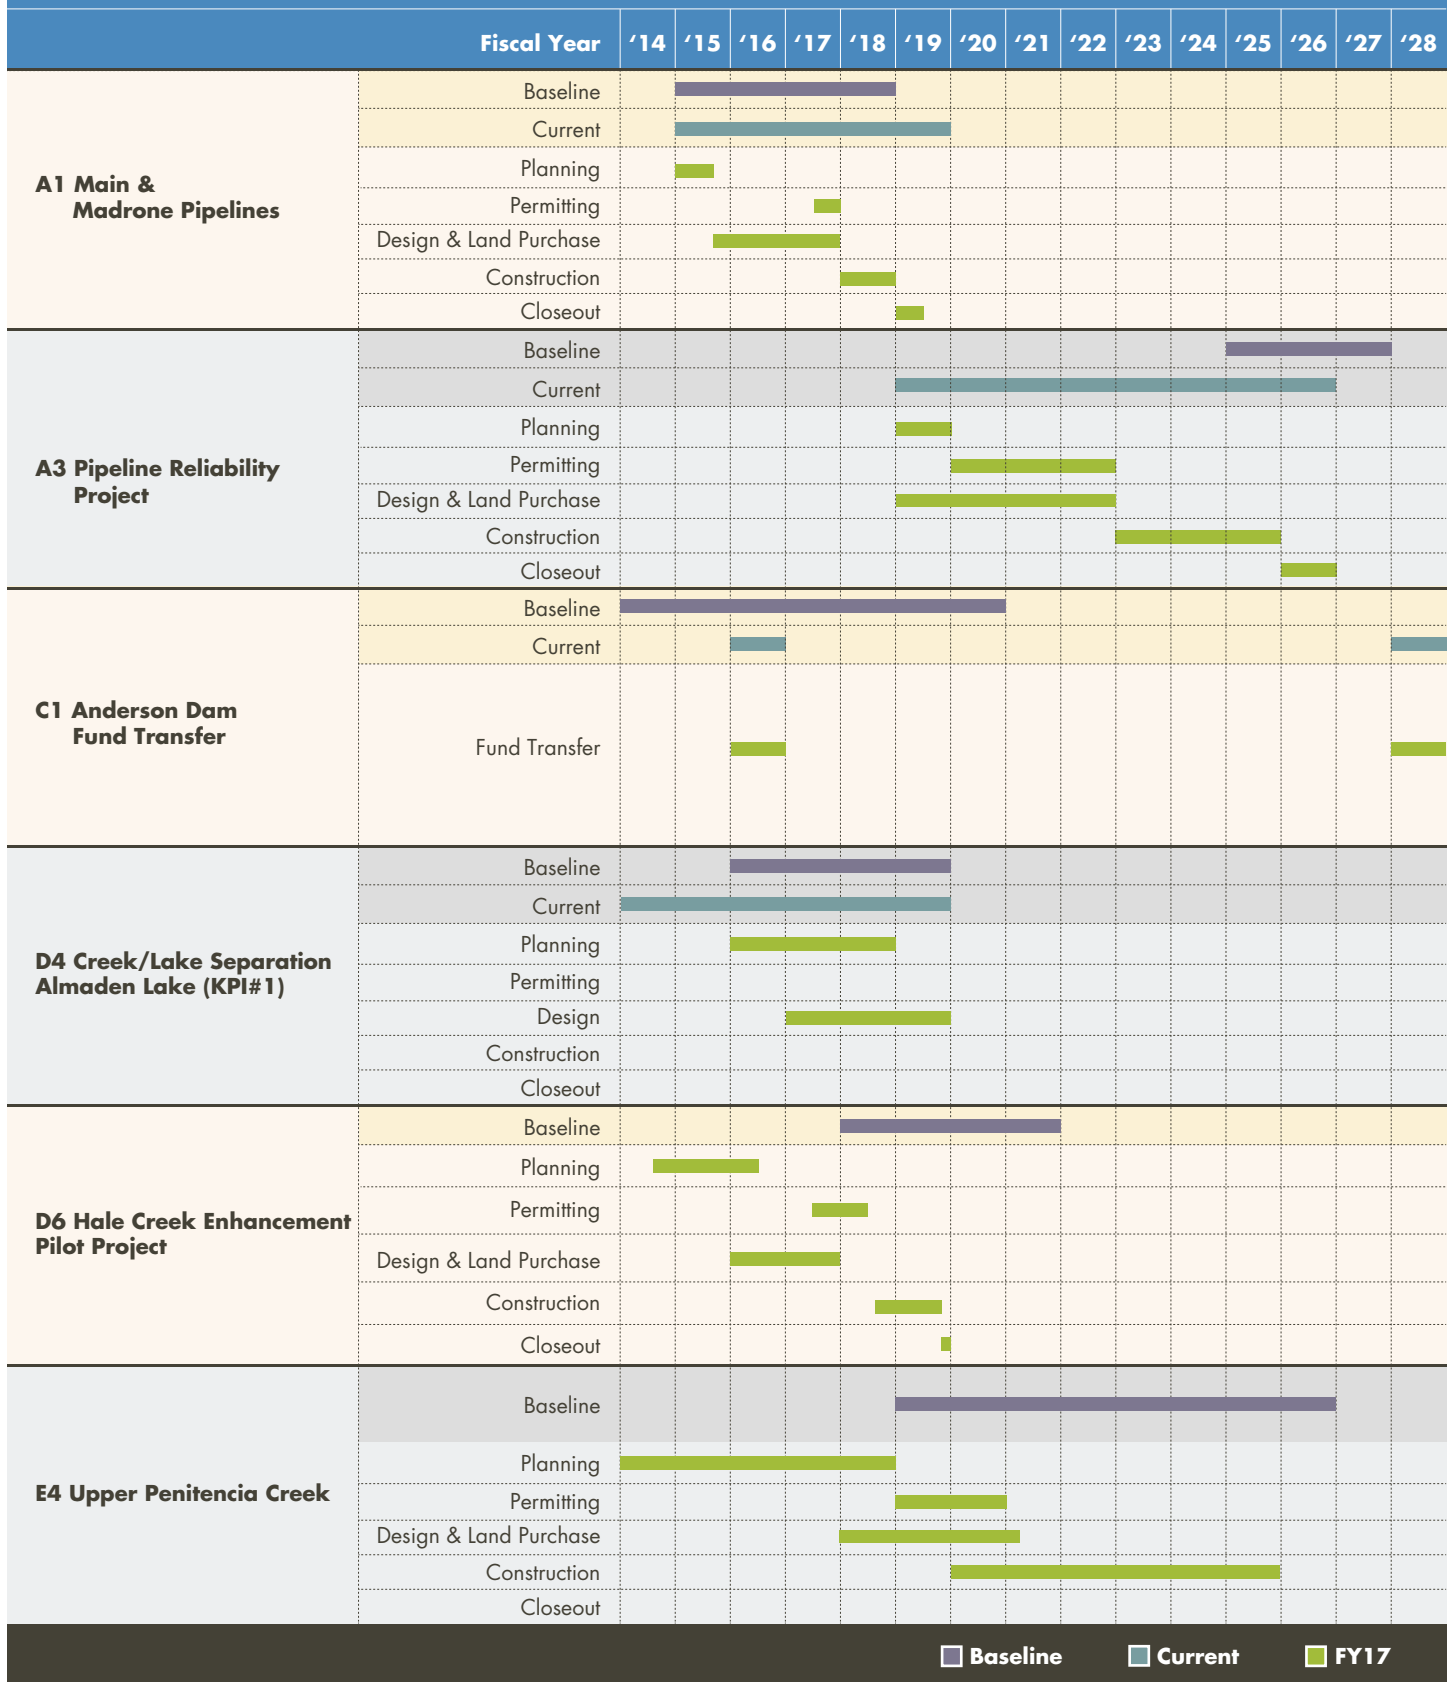 Fiscal Year ‘14 ‘15 ‘16 ‘17 ‘18 ‘19 ‘20 ‘21 ‘22 ‘23 ‘24 ‘25 ‘26 ‘27 ‘28
A1 Main &
Madrone Pipelines
Baseline
Current
Planning
Permitting
Design & Land Purchase
Construction
Closeout
A3 Pipeline Reliability
Project
Baseline
Current
Planning
Permitting
Design & Land Purchase
Construction
Closeout
C1 Anderson Dam
Fund Transfer
Baseline
Current
Fund Transfer
D4 Creek/Lake Separation
Almaden Lake (KPI#1)
Baseline
Current
Planning
Permitting
Design
Construction
Closeout
D6 Hale Creek Enhancement
Pilot Project
Baseline
Planning
Permitting
Design & Land Purchase
Construction
Closeout
E4 Upper Penitencia Creek
Baseline
Planning
Permitting
Design & Land Purchase
Construction
Closeout
Baseline Current FY17